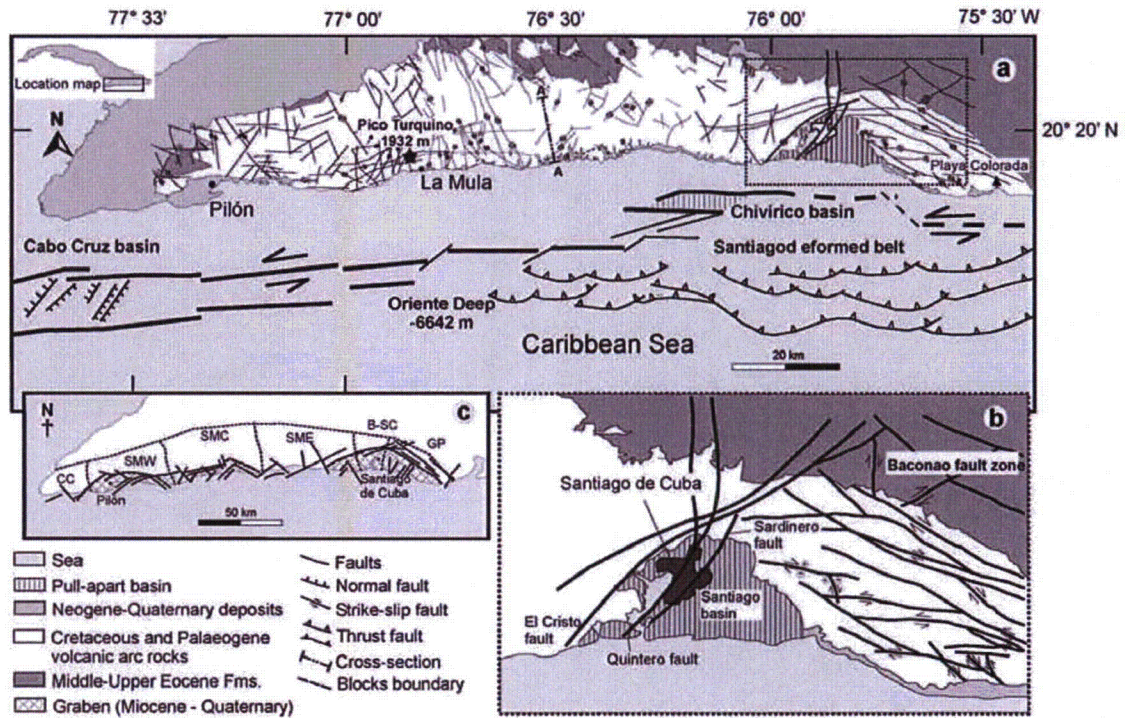 77° 33'
77° 00'
76° 30'
76° 00'
75° 30' W
Location map
a
N
A
Pico Turquino
1932 m
20° 20' N
A
Playa Colorada
La Mula
Pilón
Chivirico basin
Cabo Cruz basin
Santiagod eformed belt
Oriente Deep
-6642 m
Caribbean Sea
20 km
N
c
B-SC
SMC
SME
GP
SMW
CC
Pilón
Santiago
de Cuba
50 km
b
Baconao fault zone
Santiago de Cuba
Sardinero
fault
Santiago
basin
El Cristo
fault
Quintero fault
Sea
Pull-apart basin
Neogene-Quaternary deposits
Cretaceous and Palaeogene
volcanic arc rocks
Middle-Upper Eocene Fms.
Graben (Miocene - Quaternary)
Faults
Normal fault
Strike-slip fault
Thrust fault
Cross-section
Blocks boundary